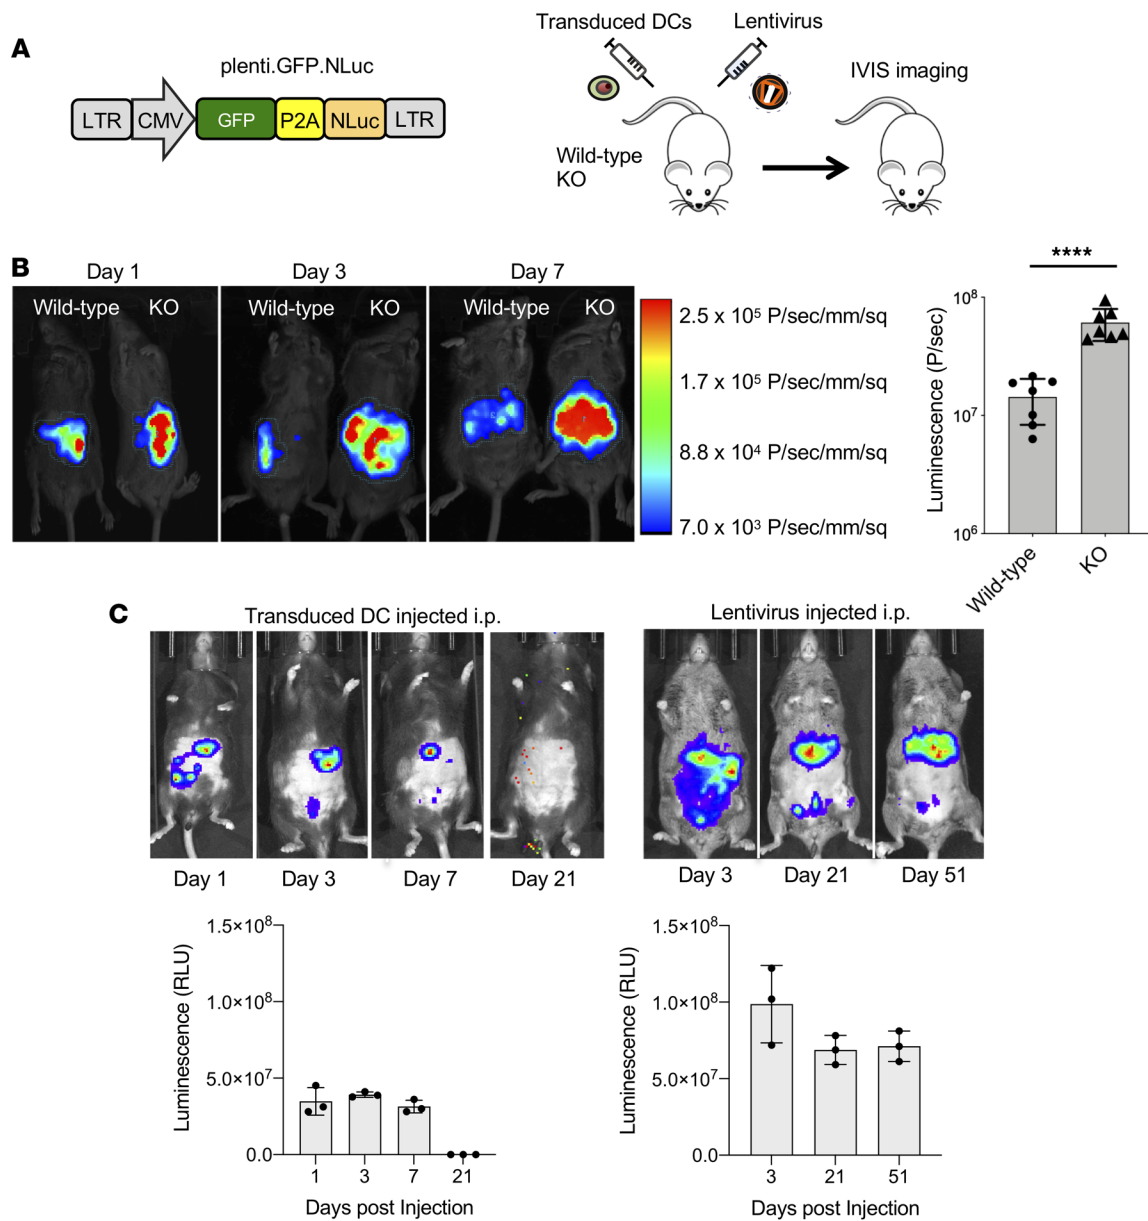 A
plenti.GFP.NLuc
LTR CMV GFP P2A NLuc LTR
Transduced DCs Lentivirus
IVIS imaging
Wild-type
KO
B
Day 1 Day 3 Day 7
Wild-type KO Wild-type KO Wild-type KO
2.5 x 10⁵ P/sec/mm/sq
1.7 x 10⁵ P/sec/mm/sq
8.8 x 10⁴ P/sec/mm/sq
7.0 x 10³ P/sec/mm/sq
****
Luminescence (P/sec)
10⁸
10⁷
10⁶
Wild-type KO
C
Transduced DC injected i.p.
Day 1 Day 3 Day 7 Day 21
Lentivirus injected i.p.
Day 3 Day 21 Day 51
Luminescence (RLU)
1.5×10⁸
1.0×10⁸
5.0×10⁷
0.0
1 3 7 21
Days post Injection
Luminescence (RLU)
1.5×10⁸
1.0×10⁸
5.0×10⁷
0.0
3 21 51
Days post Injection